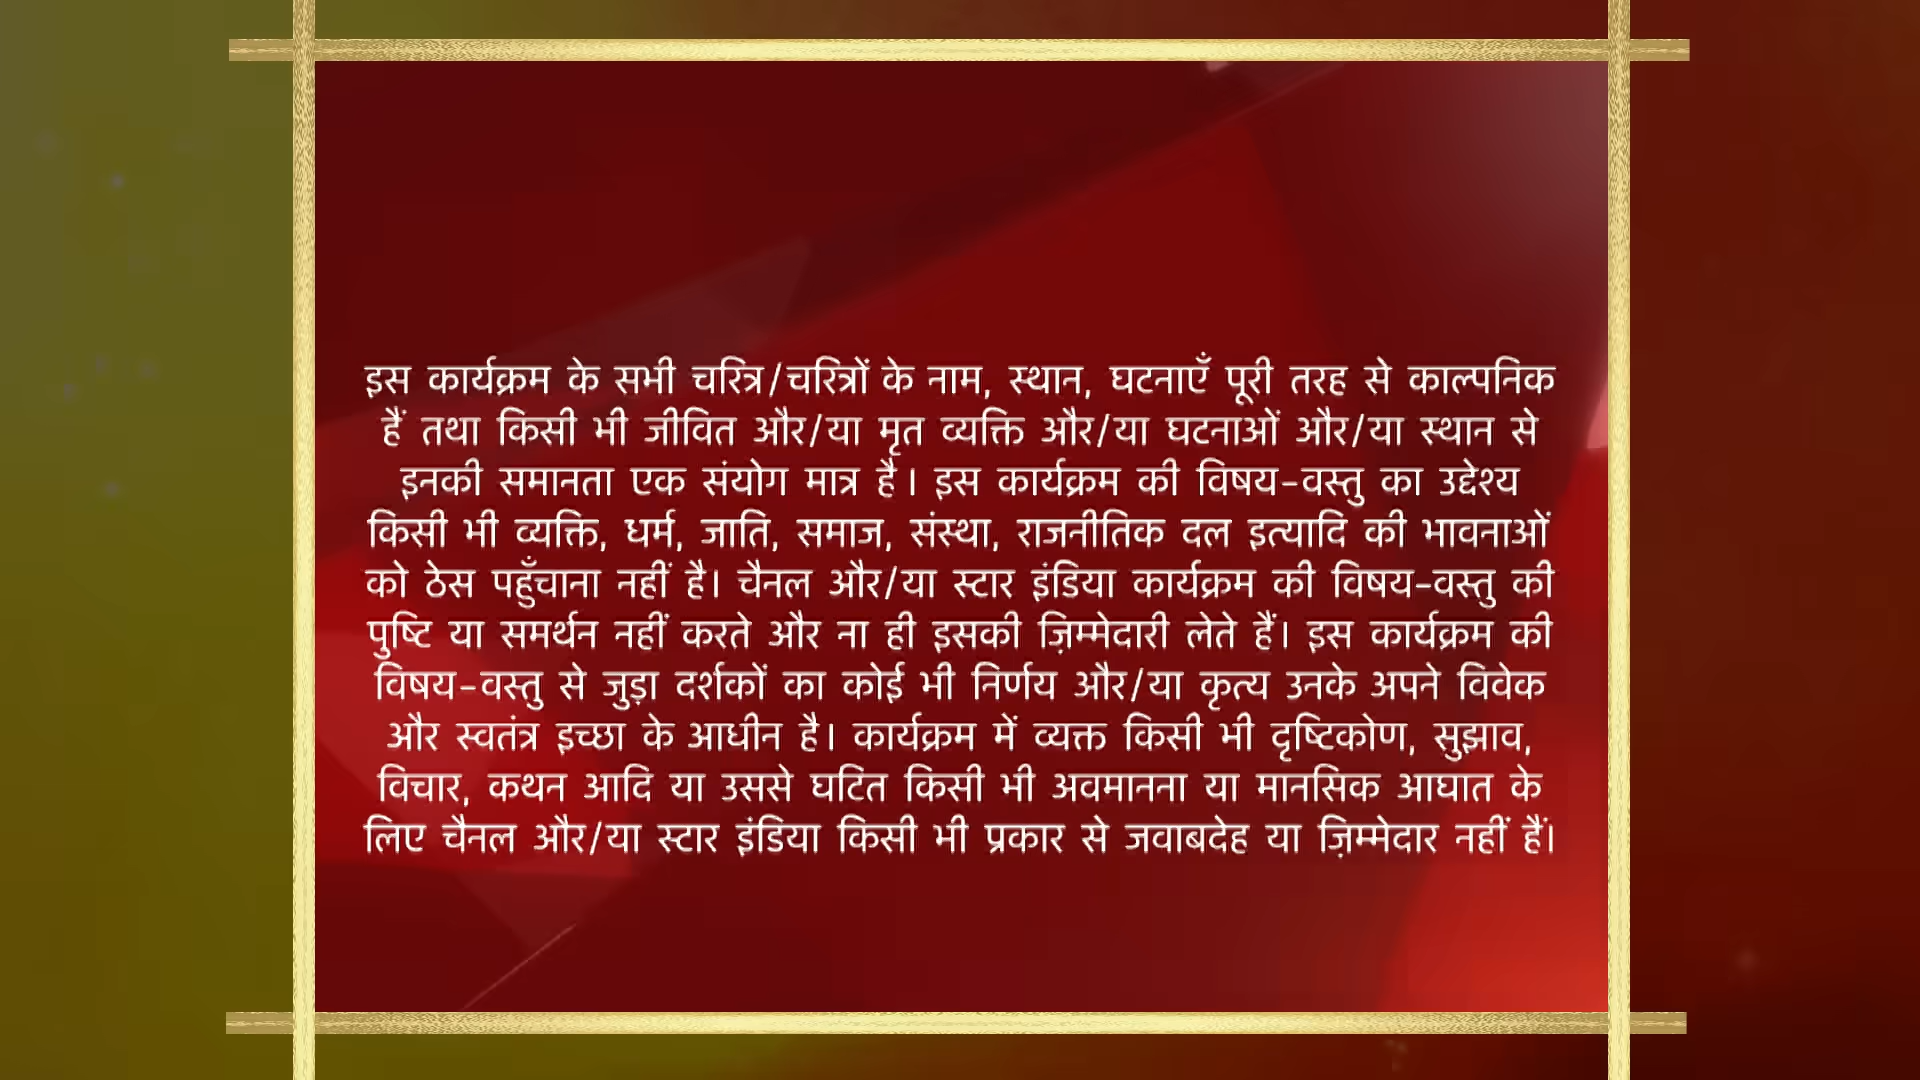 इस कार्यक्रम के सभी चरित्र/चरित्रों के नाम, स्थान, घटनाएँ पूरी तरह से काल्पनिक
हैं तथा किसी भी जीवित और/या मृत व्यक्ति और/या घटनाओं और/या स्थान से
इनकी समानता एक संयोग मात्र है। इस कार्यक्रम की विषय-वस्तु का उद्देश्य
किसी भी व्यक्ति, धर्म, जाति, समाज, संस्था, राजनीतिक दल इत्यादि की भावनाओं
को ठेस पहुँचाना नहीं है। चैनल और/या स्टार इंडिया कार्यक्रम की विषय-वस्तु की
पुष्टि या समर्थन नहीं करते और ना ही इसकी ज़िम्मेदारी लेते हैं। इस कार्यक्रम की
विषय-वस्तु से जुड़ा दर्शकों का कोई भी निर्णय और/या कृत्य उनके अपने विवेक
और स्वतंत्र इच्छा के आधीन है। कार्यक्रम में व्यक्त किसी भी दृष्टिकोण, सुझाव,
विचार, कथन आदि या उससे घटित किसी भी अवमानना या मानसिक आघात के
लिए चैनल और/या स्टार इंडिया किसी भी प्रकार से जवाबदेह या ज़िम्मेदार नहीं हैं।